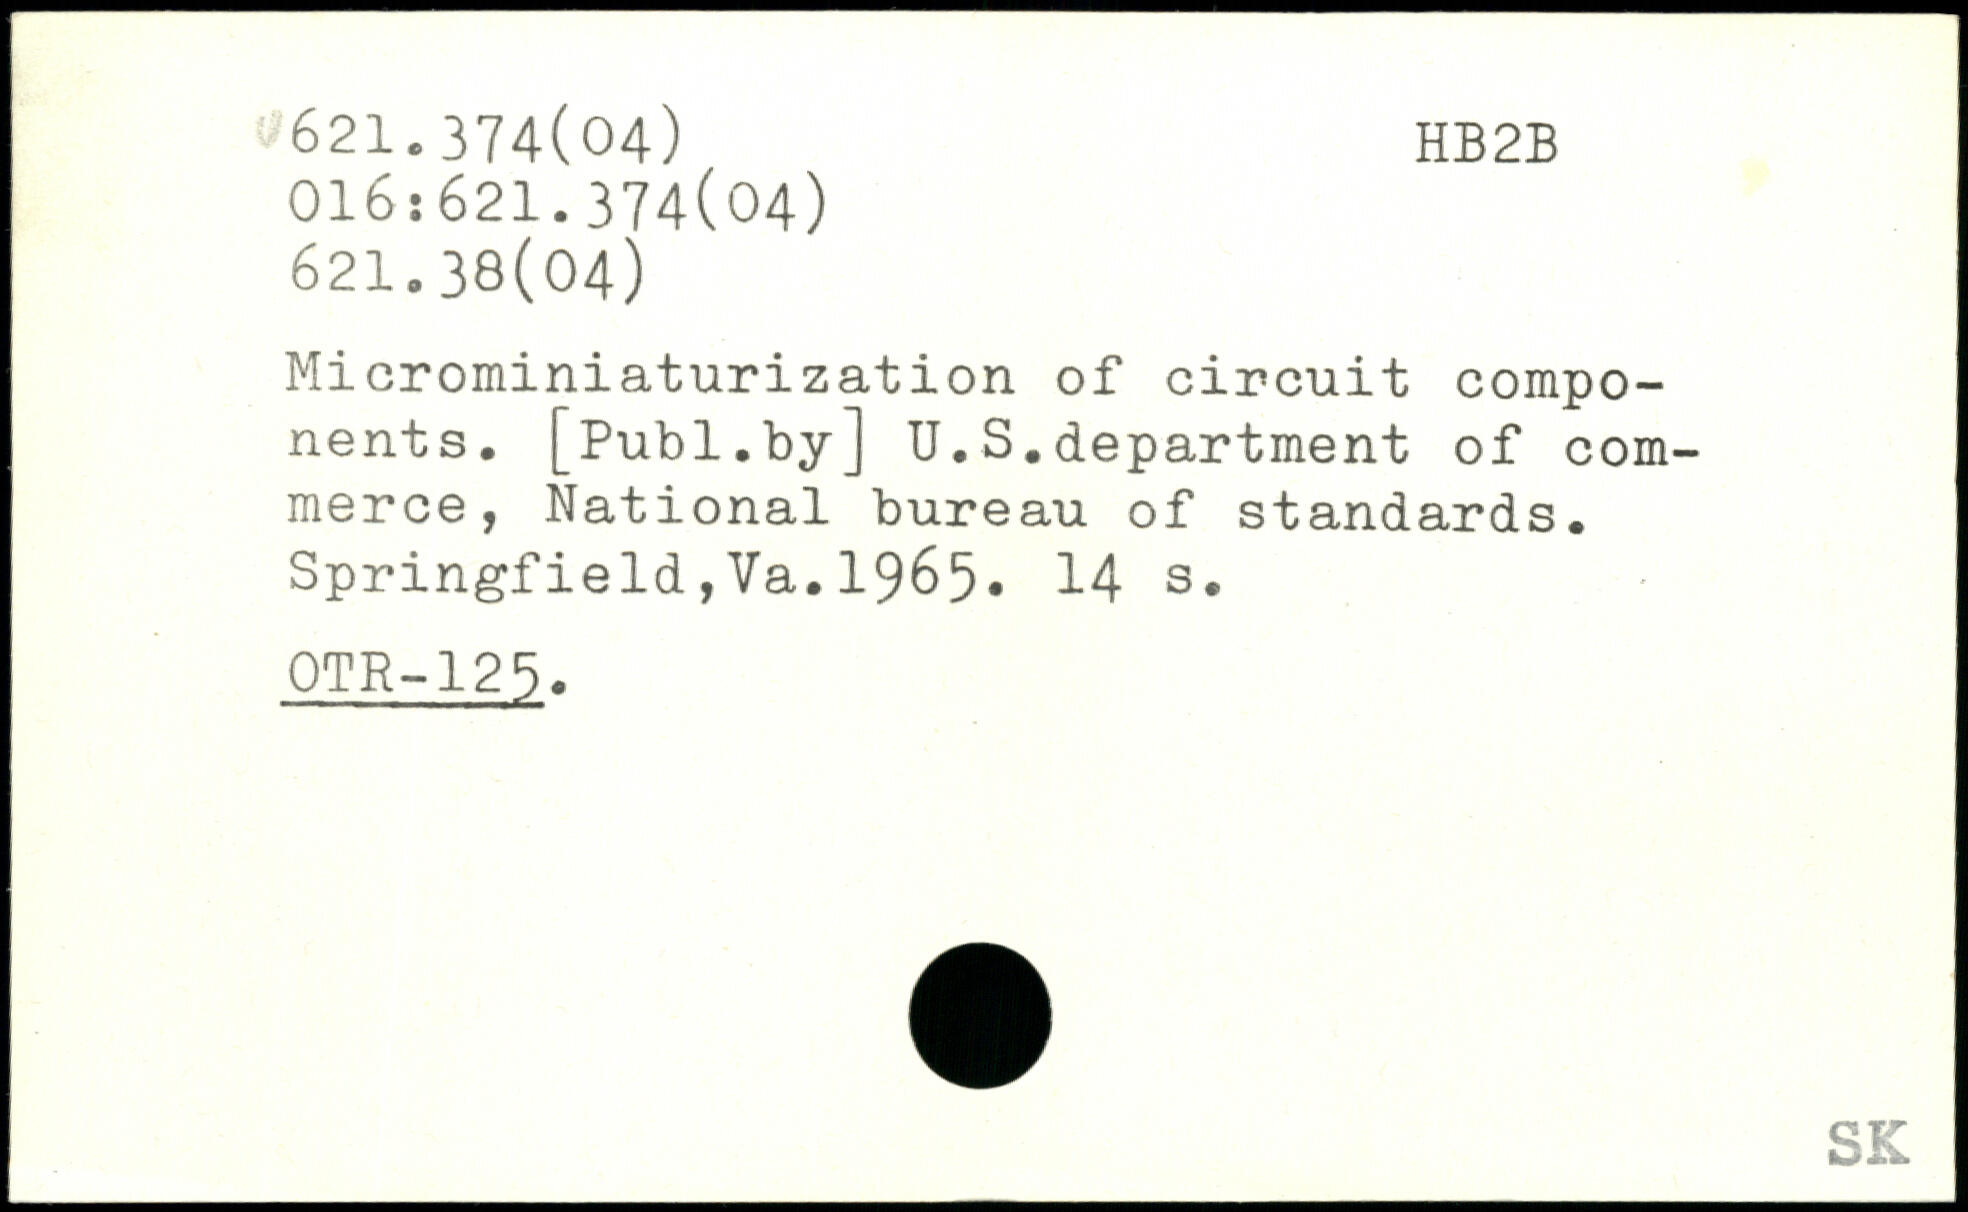 621.374(04)
HB2B
016:621.374(04)
621.38(04)
Microminiaturization of circuit compo-
nents. [Publ.by] U.S.department of com-
merce, National bureau of standards.
Springfield,Va.1965. 14 s.
OTR-125.
SK